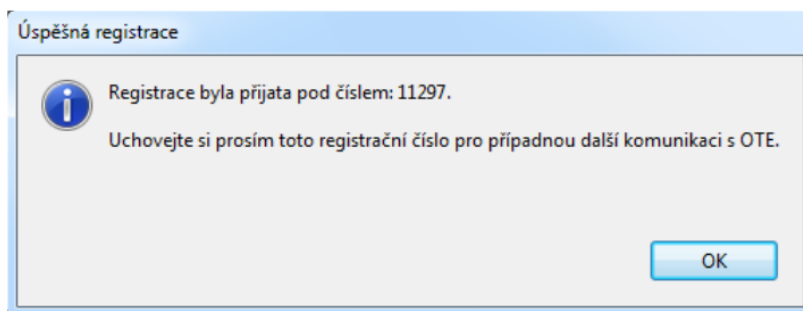 Úspěšná registrace
Registrace byla přijata pod číslem: 11297.
Uchovejte si prosím toto registrační číslo pro případnou další komunikaci s OTE.
OK